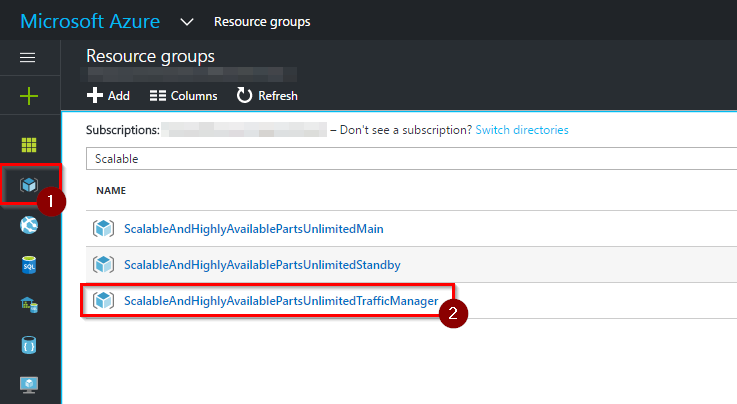 Microsoft Azure Resource groups
Resource groups
Add Columns Refresh
Subscriptions: – Don't see a subscription? Switch directories
Scalable
NAME
1
ScalableAndHighlyAvailablePartsUnlimitedMain
SQL
ScalableAndHighlyAvailablePartsUnlimitedStandby
ScalableAndHighlyAvailablePartsUnlimitedTrafficManager
2